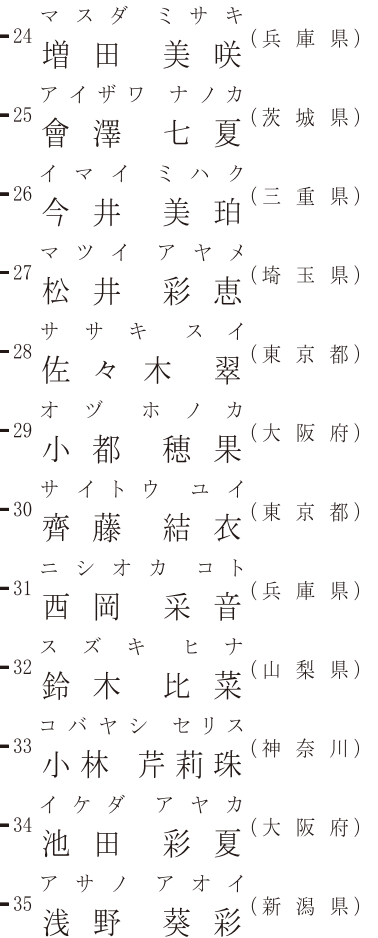 マスダ ミサキ
-24 増田 美咲 (兵庫県)
アイザワ ナノカ
-25 會澤 七夏 (茨城県)
イマイ ミハク
-26 今井 美珀 (三重県)
マツイ アヤメ
-27 松井 彩恵 (埼玉県)
ササキ スイ
-28 佐々木 翠 (東京都)
オヅ ホノカ
-29 小都 穂果 (大阪府)
サイトウ ユイ
-30 齊藤 結衣 (東京都)
ニシオカ コト
-31 西岡 采音 (兵庫県)
スズキ ヒナ
-32 鈴木 比菜 (山梨県)
コバヤシ セリス
-33 小林 芹莉珠 (神奈川)
イケダ アヤカ
-34 池田 彩夏 (大阪府)
アサノ アオイ
-35 浅野 葵彩 (新潟県)